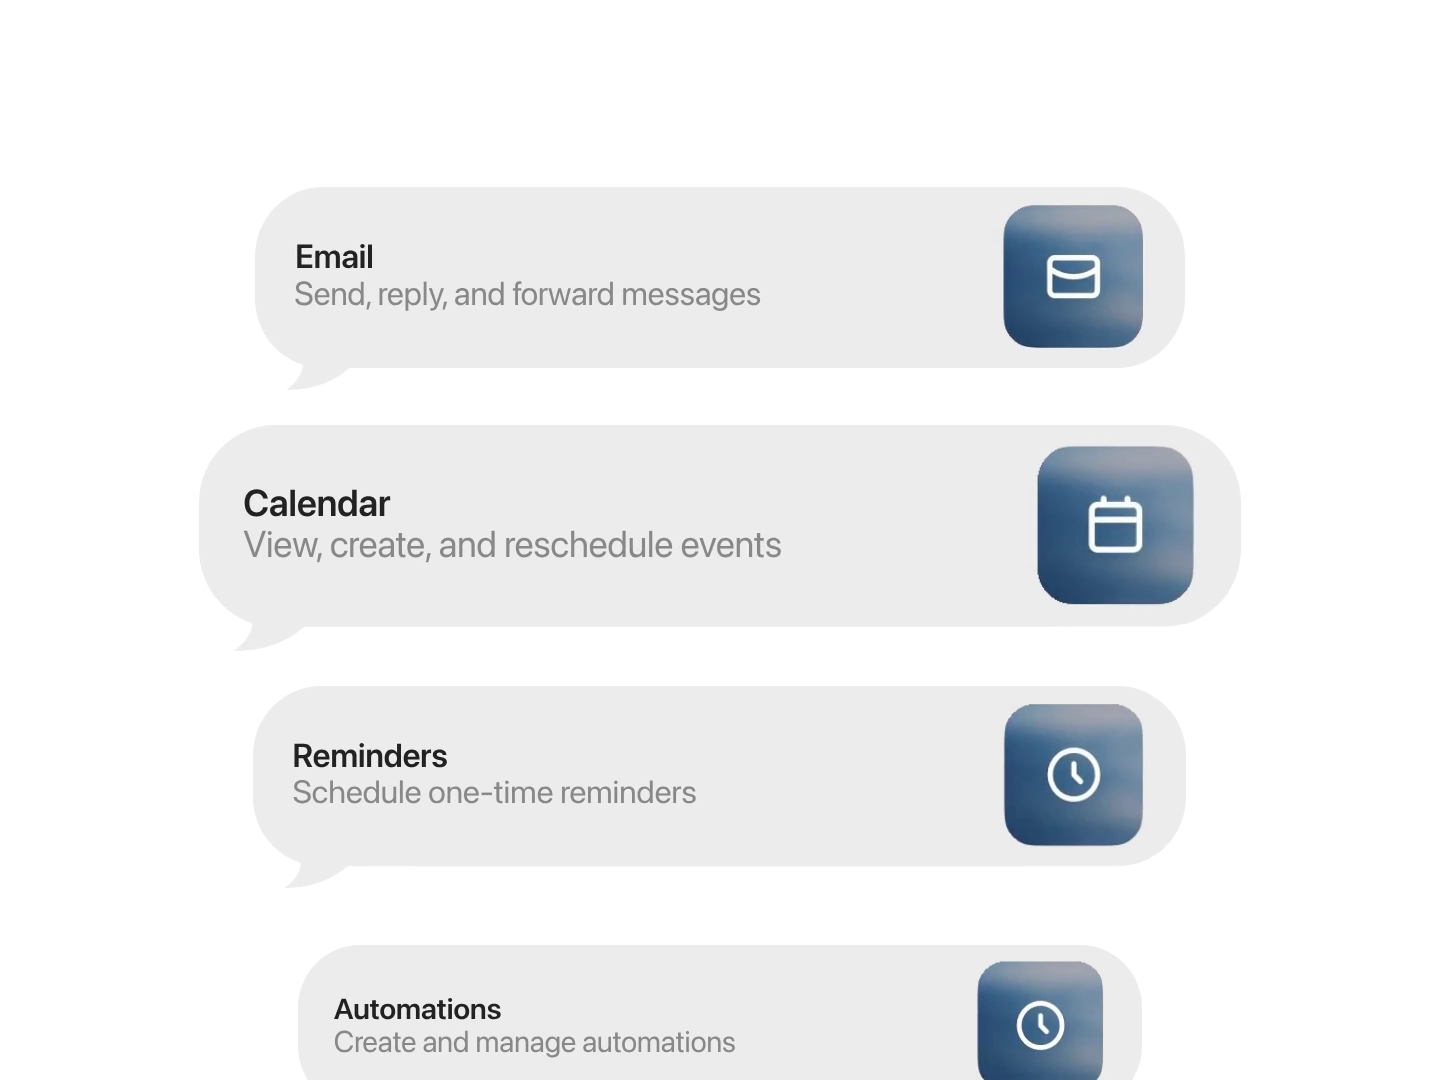 Email
Send, reply, and forward messages
Calendar
View, create, and reschedule events
Reminders
Schedule one-time reminders
Automations
Create and manage automations